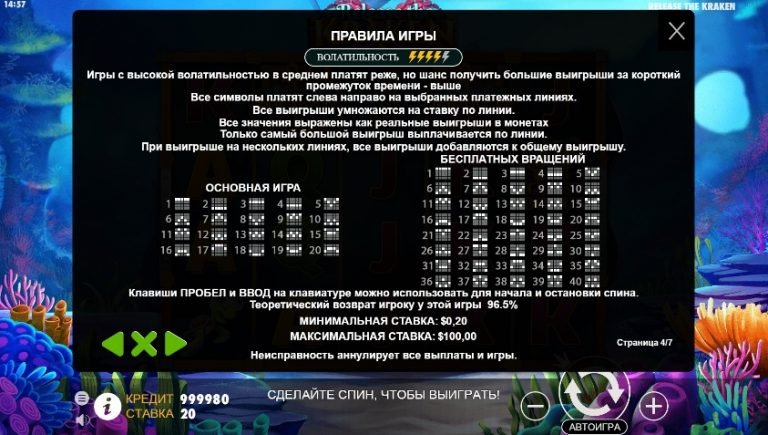 14:57
RELEASE THE KRAKEN
ПРАВИЛА ИГРЫ
ВОЛАТИЛЬНОСТЬ
Игры с высокой волатильностью в среднем платят реже, но шанс получить большие выигрыши за короткий
промежуток времени - выше
Все символы платят слева направо на выбранных платежных линиях.
Все выигрыши умножаются на ставку по линии.
Все значения выражены как реальные выигрыши в монетах
Только самый большой выигрыш выплачивается по линии.
При выигрыше на нескольких линиях, все выигрыши добавляются к общему выигрышу.
ОСНОВНАЯ ИГРА
1 2 3 4 5
6 7 8 9 10
11 12 13 14 15
16 17 18 19 20
БЕСПЛАТНЫХ ВРАЩЕНИЙ
1 2 3 4 5
6 7 8 9 10
11 12 13 14 15
16 17 18 19 20
21 22 23 24 25
26 27 28 29 30
31 32 33 34 35
36 37 38 39 40
Клавиши ПРОБЕЛ и ВВОД на клавиатуре можно использовать для начала и остановки спина.
Теоретический возврат игроку у этой игры 96.5%
МИНИМАЛЬНАЯ СТАВКА: $0,20
МАКСИМАЛЬНАЯ СТАВКА: $100,00
Страница 4/7
Неисправность аннулирует все выплаты и игры.
КРЕДИТ 999980
СТАВКА 20
СДЕЛАЙТЕ СПИН, ЧТОБЫ ВЫИГРАТЬ!
АВТОИГРА